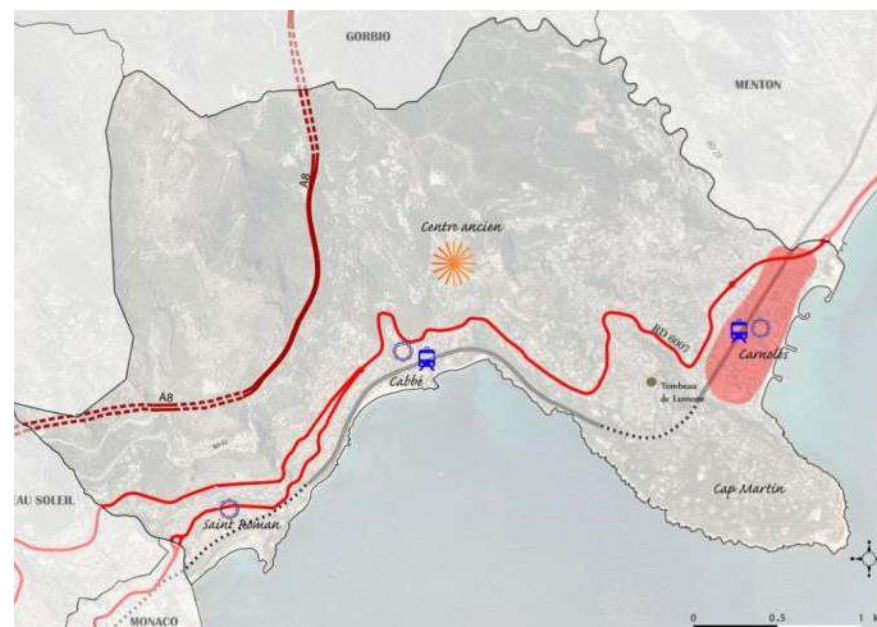 GORBIO
MENTON
A8
Centre ancien
RD 6007
Carnolès
Cabbé
Tombeau
de Lumone
A8
Cap Martin
EAU SOLEIL
Saint Roman
MONACO
0 0.5 1 k